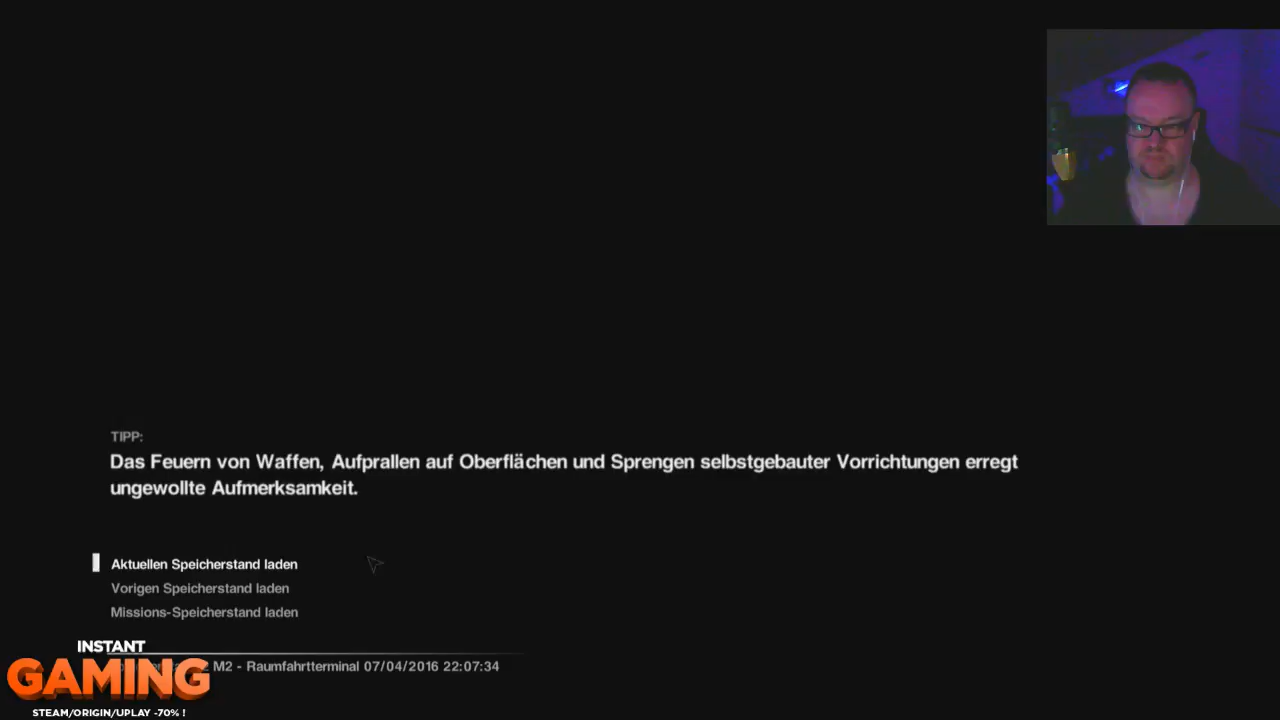 TIPP:
Das Feuern von Waffen, Aufprallen auf Oberflächen und Sprengen selbstgebauter Vorrichtungen erregt
ungewollte Aufmerksamkeit.
Aktuellen Speicherstand laden
Vorigen Speicherstand laden
Missions-Speicherstand laden
M2 - Raumfahrtterminal 07/04/2016 22:07:34
INSTANT
GAMING
STEAM/ORIGIN/UPLAY -70% !